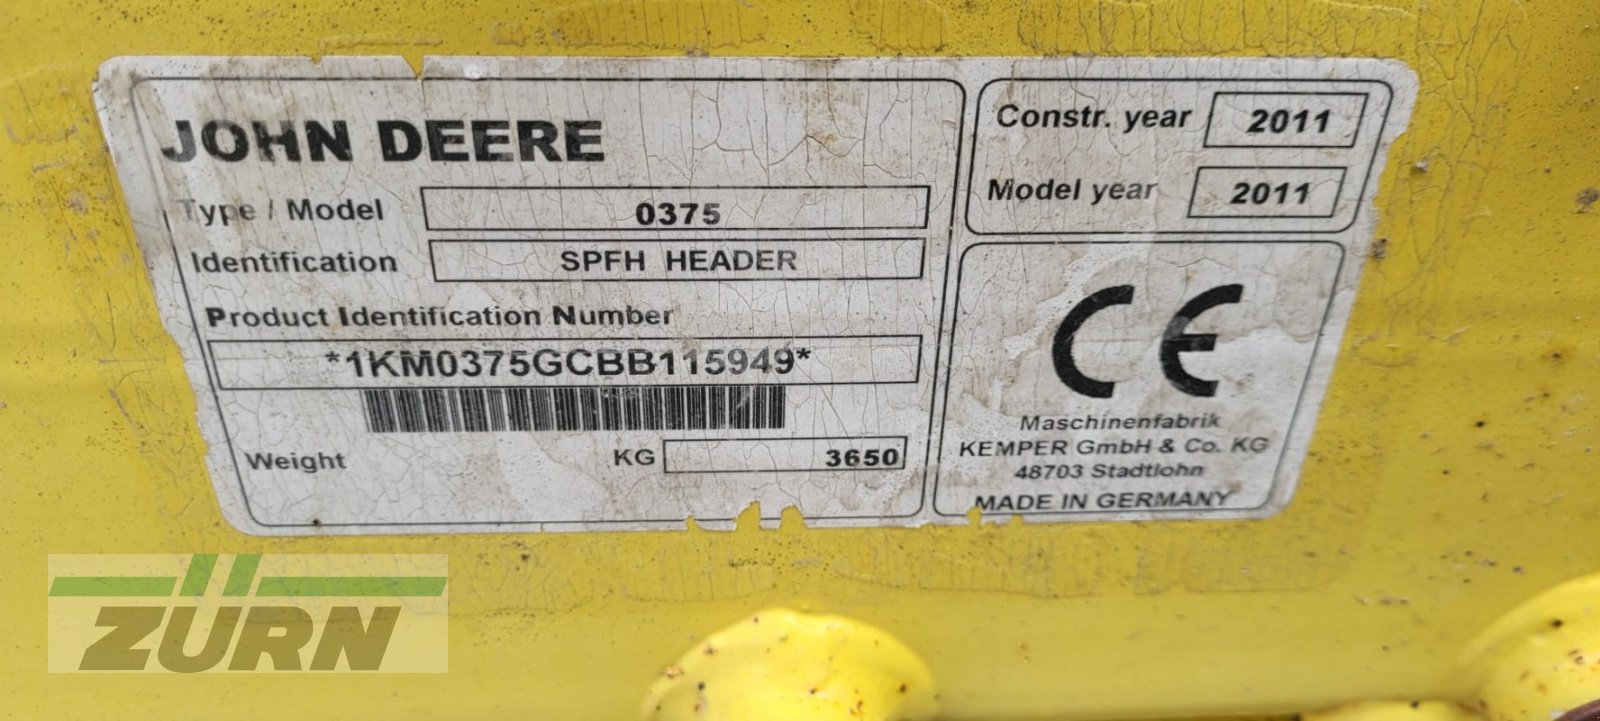 JOHN DEERE
Type / Model 0375
Identification SPFH HEADER
Product Identification Number
*1KM0375GCBB115949*
Weight KG 3650
Constr. year 2011
Model year 2011
CE
Maschinenfabrik
KEMPER GmbH & Co. KG
48703 Stadtlohn
MADE IN GERMANY
ZÜRN